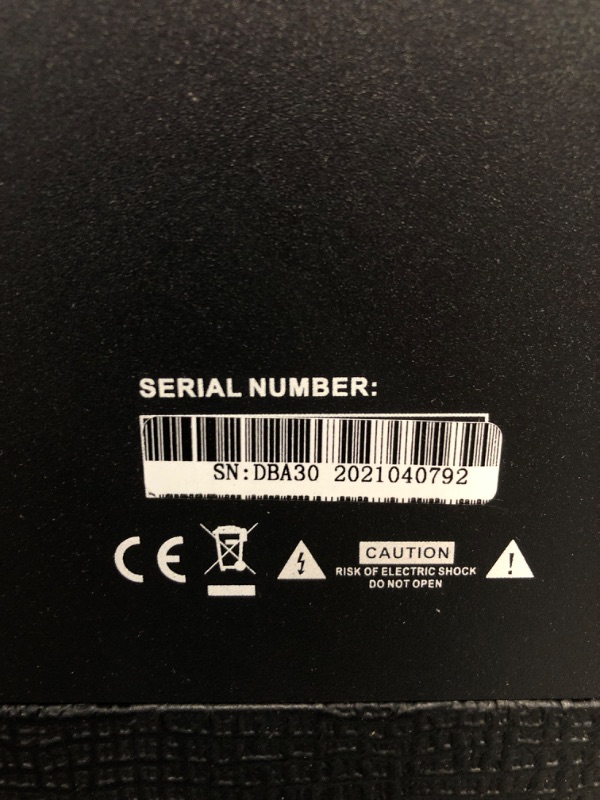 SERIAL NUMBER:
SN:DBA30 2021040792
CE
CAUTION
RISK OF ELECTRIC SHOCK
DO NOT OPEN